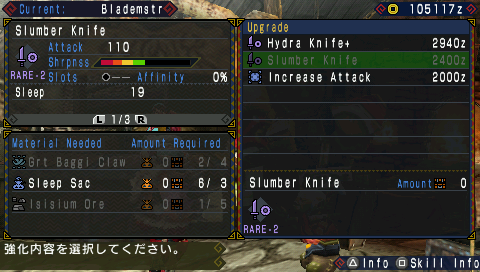 Current: Blademstr
105117z
Slumber Knife
Attack 110
Shrpnss
RARE-2
Slots Affinity 0%
Sleep 19
L 1/3 R
Upgrade
Hydra Knife+ 2940z
Slumber Knife 2400z
Increase Attack 2000z
Material Needed Amount Required
Grt Baggi Claw 0 2/ 4
Sleep Sac 0 6/ 3
Isisium Ore 0 1/ 5
Slumber Knife Amount 0
RARE-2
強化内容を選択してください。
Info Skill Info